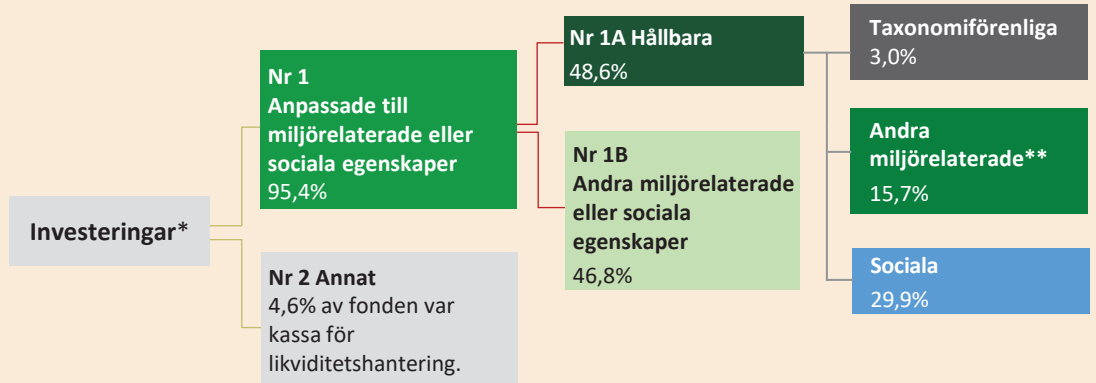 Investeringar*
Nr 1
Anpassade till
miljörelaterade eller
sociala egenskaper
95,4%
Nr 2 Annat
4,6% av fonden var
kassa för
likviditetshantering.
Nr 1A Hållbara
48,6%
Nr 1B
Andra miljörelaterade
eller sociala
egenskaper
46,8%
Taxonomiförenliga
3,0%
Andra
miljörelaterade**
15,7%
Sociala
29,9%